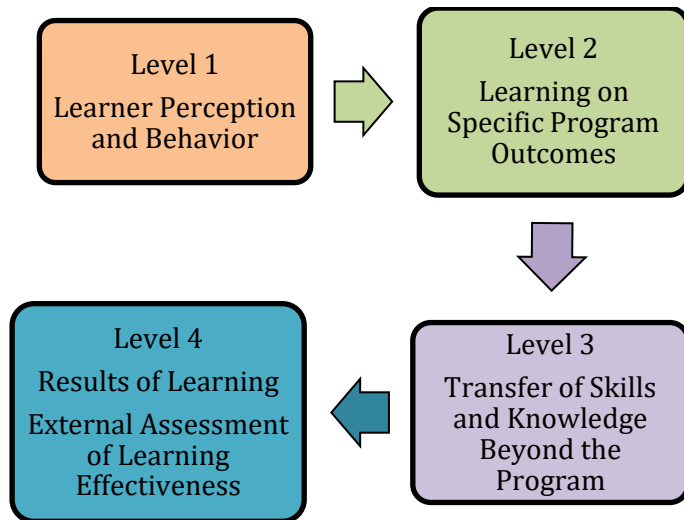 Level 1
Learner Perception
and Behavior
Level 2
Learning on
Specific Program
Outcomes
Level 3
Transfer of Skills
and Knowledge
Beyond the
Program
Level 4
Results of Learning
External Assessment
of Learning
Effectiveness